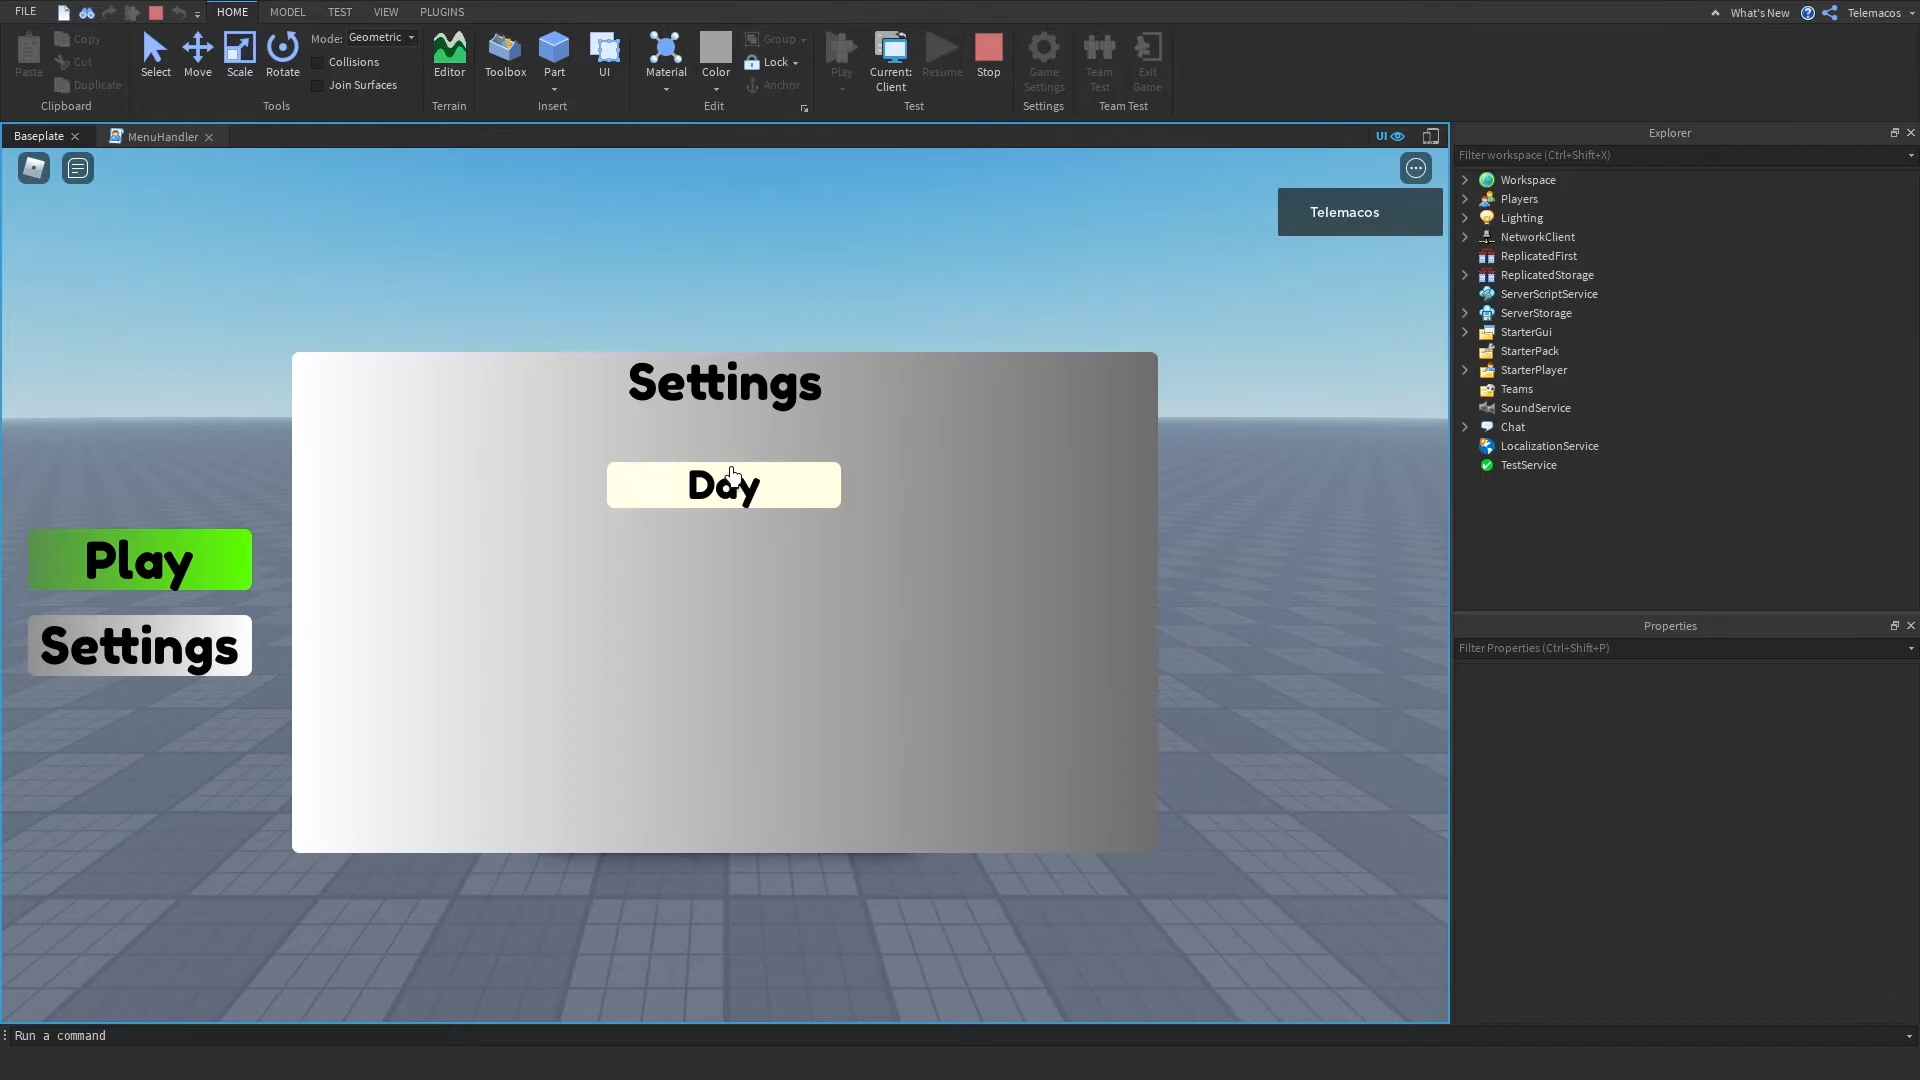 FILE
HOME
MODEL
TEST
VIEW
PLUGINS
What's New
Telemacos
Paste
Copy
Cut
Duplicate
Clipboard
Select
Move
Scale
Rotate
Mode: Geometric
Collisions
Join Surfaces
Tools
Editor
Terrain
Toolbox
Part
UI
Insert
Material
Color
Group
Lock
Anchor
Edit
Play
Current:
Client
Resume
Stop
Test
Game
Settings
Settings
Team
Test
Exit
Game
Team Test
Baseplate
MenuHandler
UI
Telemacos
Settings
Day
Play
Settings
Explorer
Filter workspace (Ctrl+Shift+X)
Workspace
Players
Lighting
NetworkClient
ReplicatedFirst
ReplicatedStorage
ServerScriptService
ServerStorage
StarterGui
StarterPack
StarterPlayer
Teams
SoundService
Chat
LocalizationService
TestService
Properties
Filter Properties (Ctrl+Shift+P)
Run a command